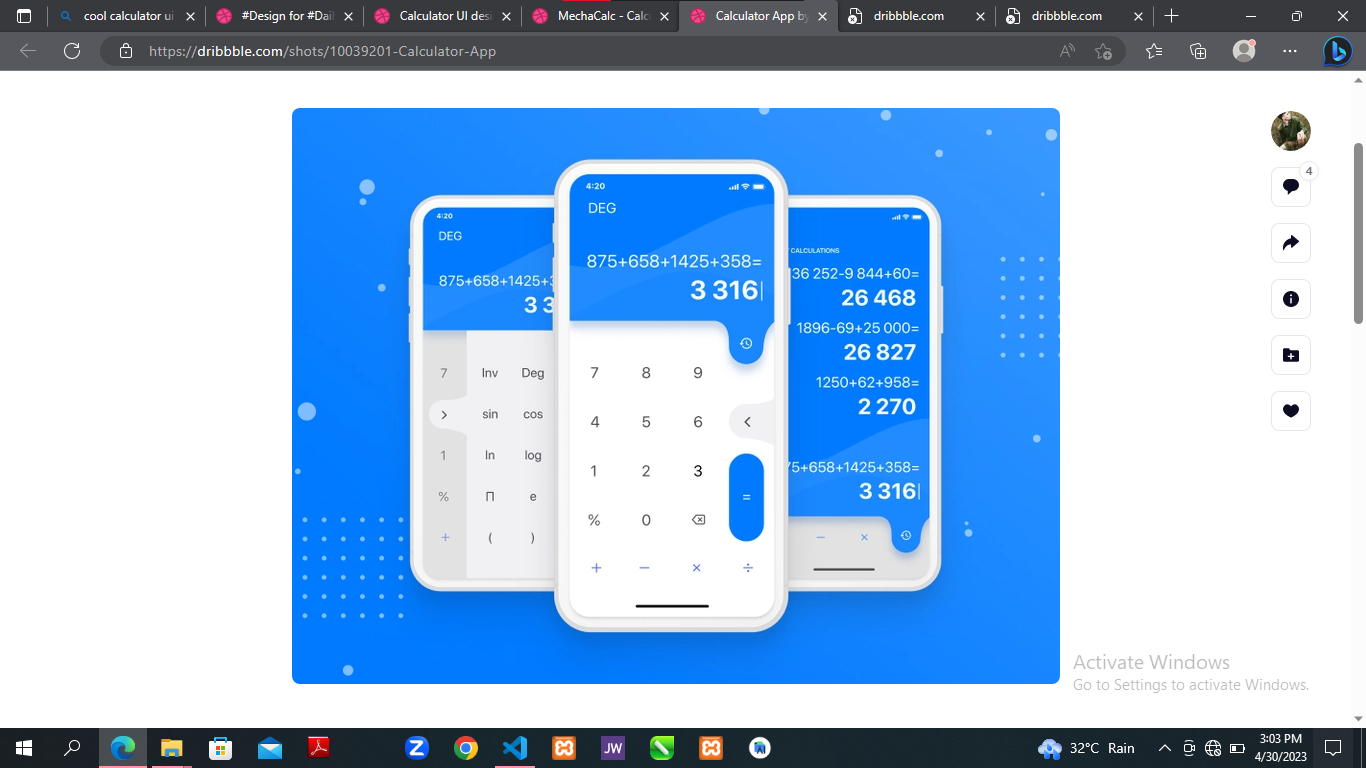 cool calculator ui
#Design for #Dail
Calculator UI desi
MechaCalc - Calc
Calculator App by
dribbble.com
dribbble.com
https://dribbble.com/shots/10039201-Calculator-App
4
4:20
DEG
875+658+1425+3
3 3
7 Inv Deg
> sin cos
1 ln log
% Π e
+ ( )
4:20
DEG
875+658+1425+358=
3 316
7 8 9
4 5 6 <
1 2 3
=
% 0
+ − × ÷
CALCULATIONS
36 252-9 844+60=
26 468
1896-69+25 000=
26 827
1250+62+958=
2 270
75+658+1425+358=
3 316
− ×
Activate Windows
Go to Settings to activate Windows.
JW
32°C Rain
3:03 PM
4/30/2023